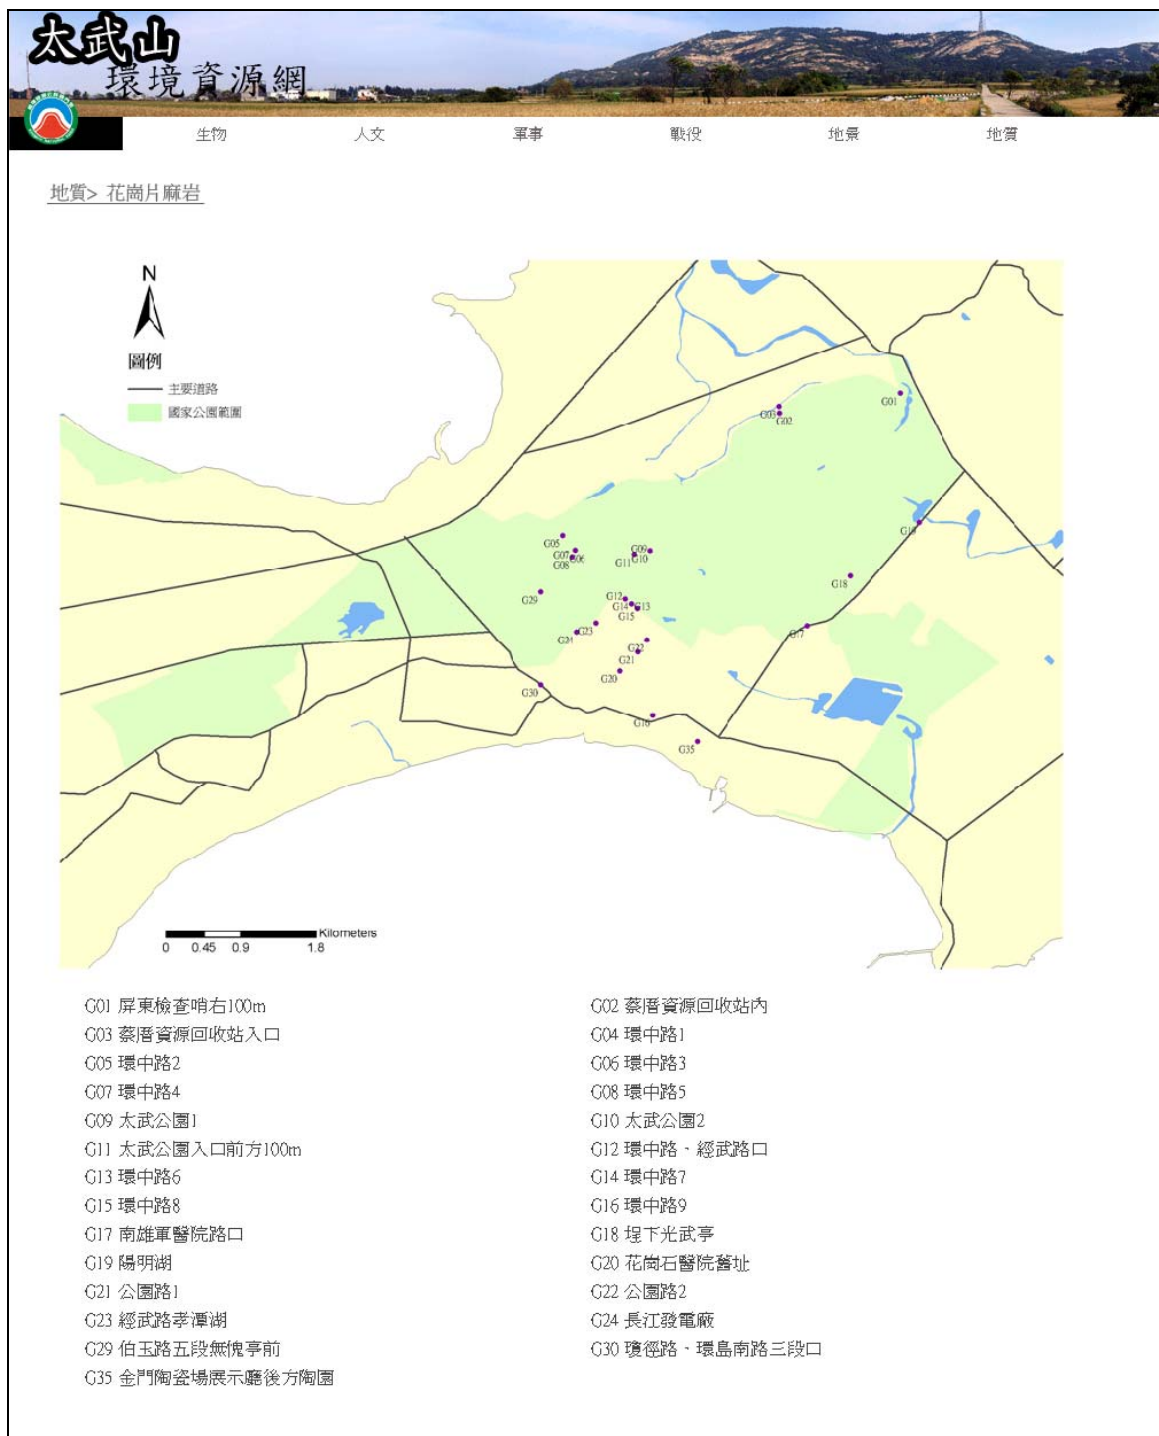 太武山
環境資源網
生物 人文 軍事 戰役 地景 地質
地質> 花崗片麻岩
N
圖例
主要道路
國家公園範圍
G01
G03
G02
G05
G07
G06
G08
G09
G10
G11
G19
G18
G29
G12
G14
G13
G15
G17
G23
G24
G22
G21
G20
G30
G16
G35
Kilometers
0 0.45 0.9 1.8
G01 屏東檢查哨右100m G02 蔡厝資源回收站內
G03 蔡厝資源回收站入口 G04 環中路1
G05 環中路2 G06 環中路3
G07 環中路4 G08 環中路5
G09 太武公園1 G10 太武公園2
G11 太武公園入口前方100m G12 環中路、經武路口
G13 環中路6 G14 環中路7
G15 環中路8 G16 環中路9
G17 南雄軍醫院路口 G18 埕下光武亭
G19 陽明湖 G20 花崗石醫院舊址
G21 公園路1 G22 公園路2
G23 經武路孝潭湖 G24 長江發電廠
G29 伯玉路五段無愧亭前 G30 瓊徑路、環島南路三段口
G35 金門陶瓷場展示廳後方陶園